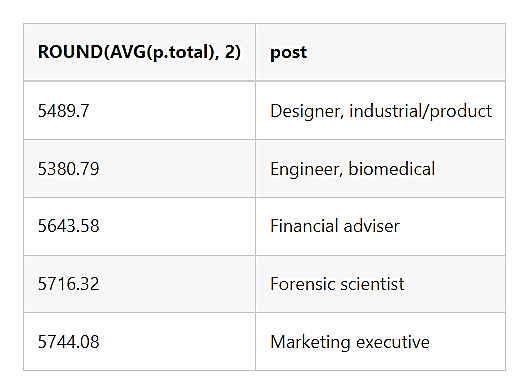 ROUND(AVG(p.total), 2) post
5489.7 Designer, industrial/product
5380.79 Engineer, biomedical
5643.58 Financial adviser
5716.32 Forensic scientist
5744.08 Marketing executive